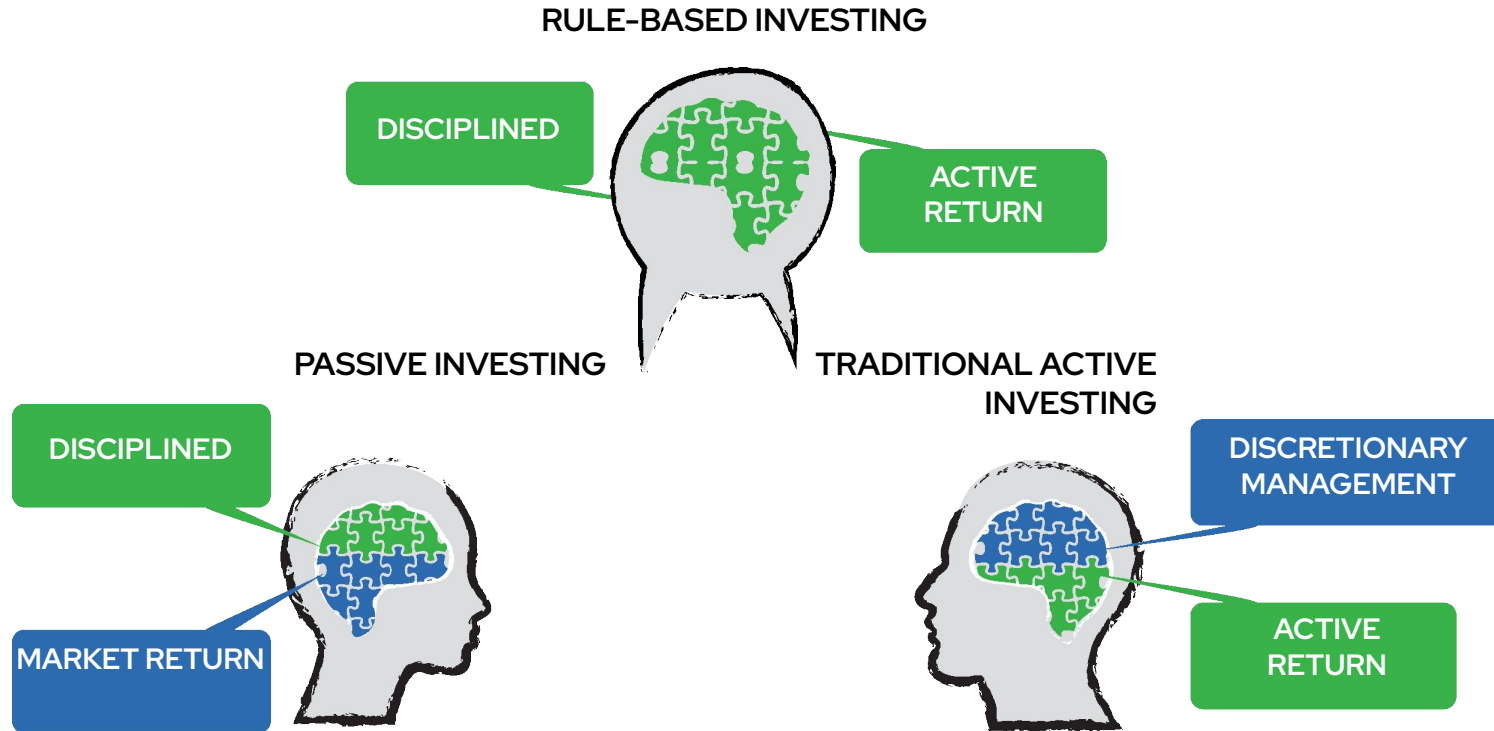 RULE-BASED INVESTING
DISCIPLINED
ACTIVE
RETURN
PASSIVE INVESTING
TRADITIONAL ACTIVE
INVESTING
DISCIPLINED
MARKET RETURN
DISCRETIONARY
MANAGEMENT
ACTIVE
RETURN